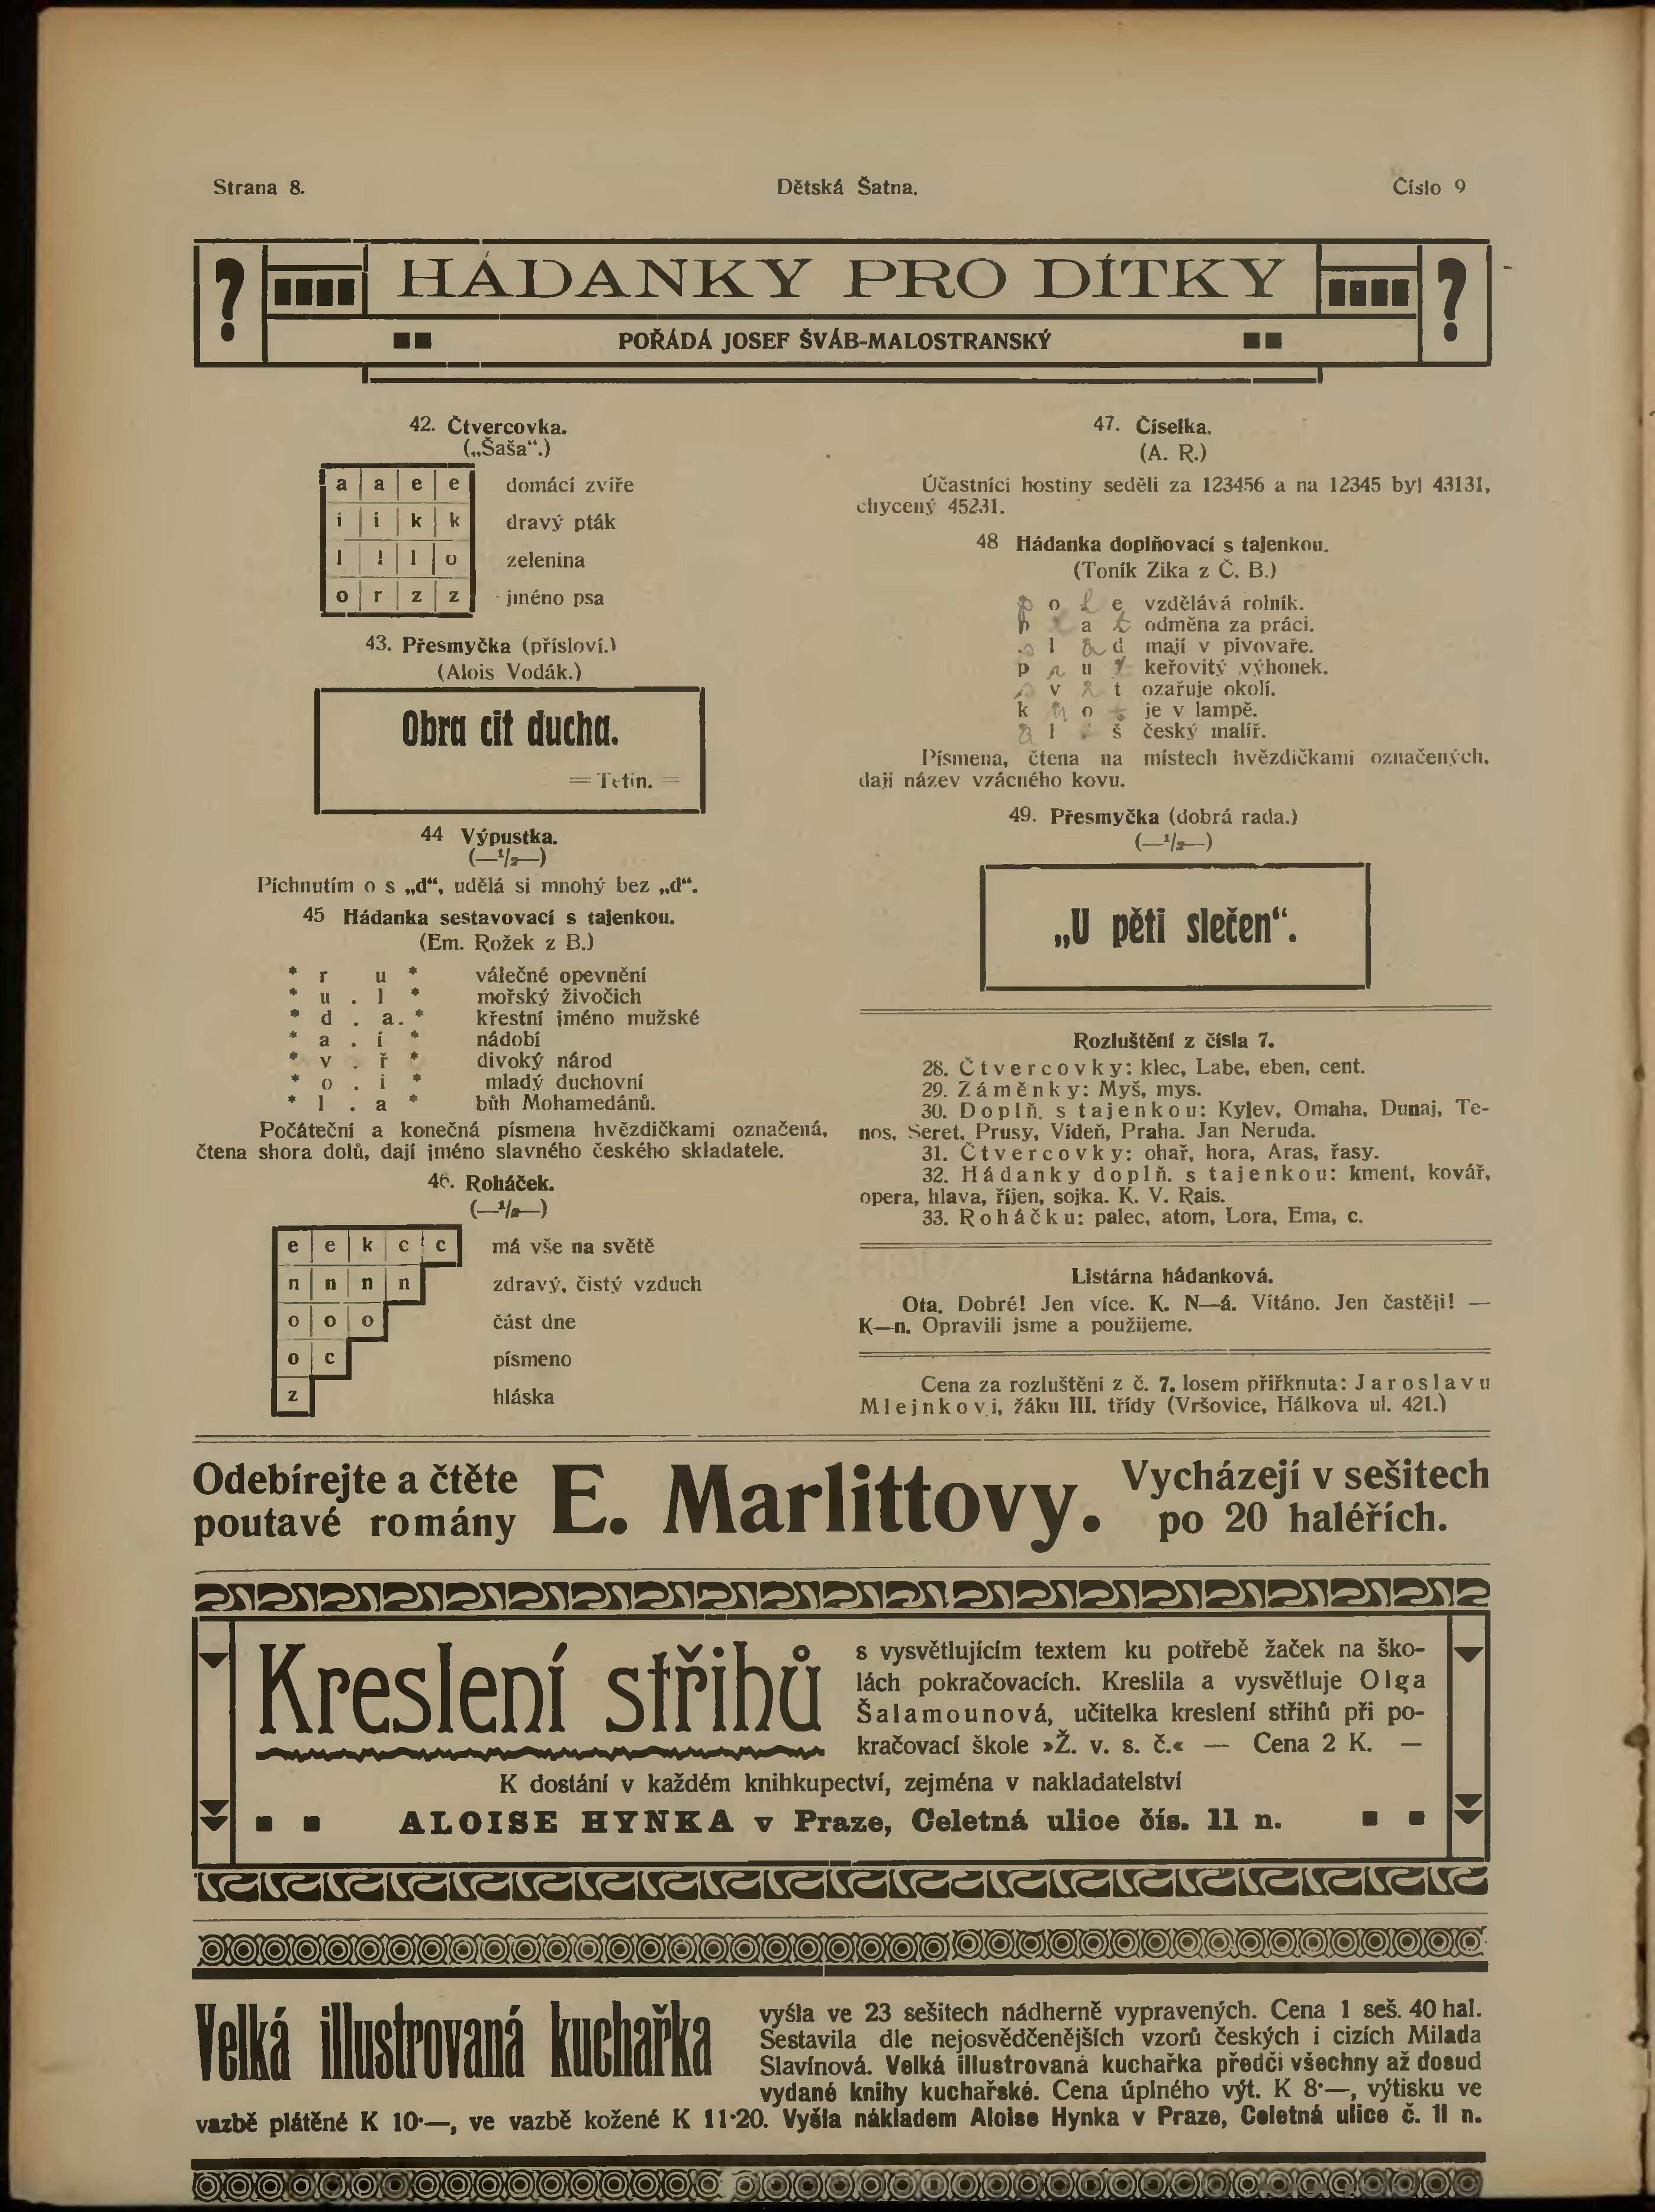 Strana 8.
Dětská Šatna.
Číslo 9
? HÁDANKY PRO DÍTKY ?
POŘÁDÁ JOSEF ŠVÁB-MALOSTRANSKÝ
42. Čtvercovka.
(„Šaša“.)
a a e e domácí zvíře
i í k k dravý pták
l l l o zelenina
o r z z jméno psa
43. Přesmyčka (přísloví.)
(Alois Vodák.)
Obra cit ducha.
= Tetín. =
44 Výpustka.
(—¹/₂—)
Píchnutím o s „d“, udělá si mnohý bez „d“.
45 Hádanka sestavovací s tajenkou.
(Em. Rožek z B.)
* r u * válečné opevnění
* u . l * mořský živočich
* d . a . * křestní jméno mužské
* a . í * nádobí
* v . ř * divoký národ
* o . i * mladý duchovní
* l . a * bůh Mohamedánů.
Počáteční a konečná písmena hvězdičkami označená,
čtena shora dolů, dají jméno slavného českého skladatele.
46. Roháček.
(—¹/₂—)
e e k c c má vše na světě
n n n n zdravý, čistý vzduch
o o o část dne
o c písmeno
z hláska
47. Číselka.
(A. R.)
Účastníci hostiny seděli za 123456 a na 12345 byl 43131,
chycený 45231.
48 Hádanka doplňovací s tajenkou.
(Toník Zika z Č. B.)
p o l e vzdělává rolník.
p l a t odměna za práci.
. l a d mají v pivovaře.
p r u t keřovitý výhonek.
s v ě t ozařuje okolí.
k n o t je v lampě.
a l e š český malíř.
Písmena, čtena na místech hvězdičkami označených,
dají název vzácného kovu.
49. Přesmyčka (dobrá rada.)
(—¹/₂—)
„U pěti slečen“.
Rozluštění z čísla 7.
28. Čtvercovky: klec, Labe, eben, cent.
29. Záměnky: Myš, mys.
30. Doplň. s tajenkou: Kyjev, Omaha, Dunaj, Te-
nos, Seret, Prusy, Vídeň, Praha. Jan Neruda.
31. Čtvercovky: ohař, hora, Aras, řasy.
32. Hádanky doplň. s tajenkou: kment, kovář,
opera, hlava, říjen, sojka. K. V. Rais.
33. Roháčku: palec, atom, Lora, Ema, c.
Listárna hádanková.
Ota. Dobré! Jen více. K. N—á. Vítáno. Jen častěji! —
K—n. Opravili jsme a použijeme.
Cena za rozluštění z č. 7. losem přiřknuta: Jaroslavu
Mlejnkovi, žáku III. třídy (Vršovice, Hálkova ul. 421.)
Odebírejte a čtěte
poutavé romány
E. Marlittovy.
Vycházejí v sešitech
po 20 haléřích.
Kreslení střihů
s vysvětlujícím textem ku potřebě žaček na ško-
lách pokračovacích. Kreslila a vysvětluje Olga
Šalamounová, učitelka kreslení střihů při po-
kračovací škole »Ž. v. s. č.« — Cena 2 K. —
K dostání v každém knihkupectví, zejména v nakladatelství
ALOISE HYNKA v Praze, Celetná ulice čís. 11 n.
Velká illustrovaná kuchařka
vyšla ve 23 sešitech nádherně vypravených. Cena 1 seš. 40 hal.
Sestavila dle nejosvědčenějších vzorů českých i cizích Milada
Slavínová. Velká illustrovaná kuchařka předčí všechny až dosud
vydané knihy kuchařské. Cena úplného výt. K 8·—, výtisku ve
vazbě plátěné K 10·—, ve vazbě kožené K 11·20. Vyšla nákladem Aloise Hynka v Praze, Celetná ulice č. 11 n.